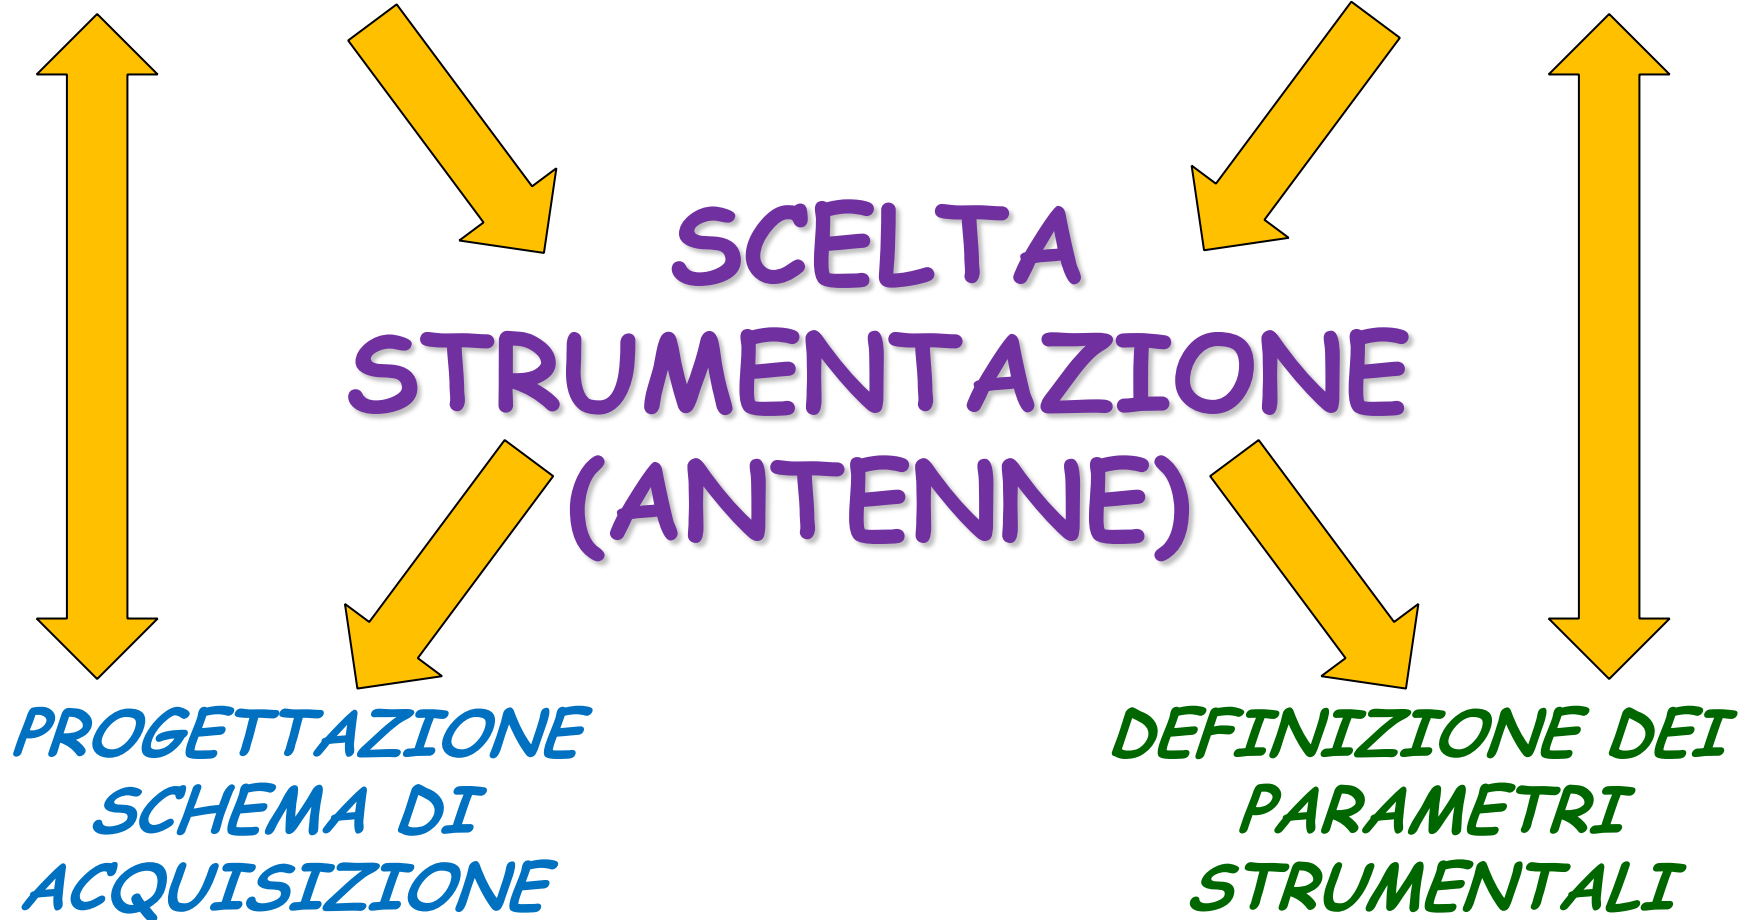 SCELTA
STRUMENTAZIONE
(ANTENNE)
PROGETTAZIONE
SCHEMA DI
ACQUISIZIONE
DEFINIZIONE DEI
PARAMETRI
STRUMENTALI